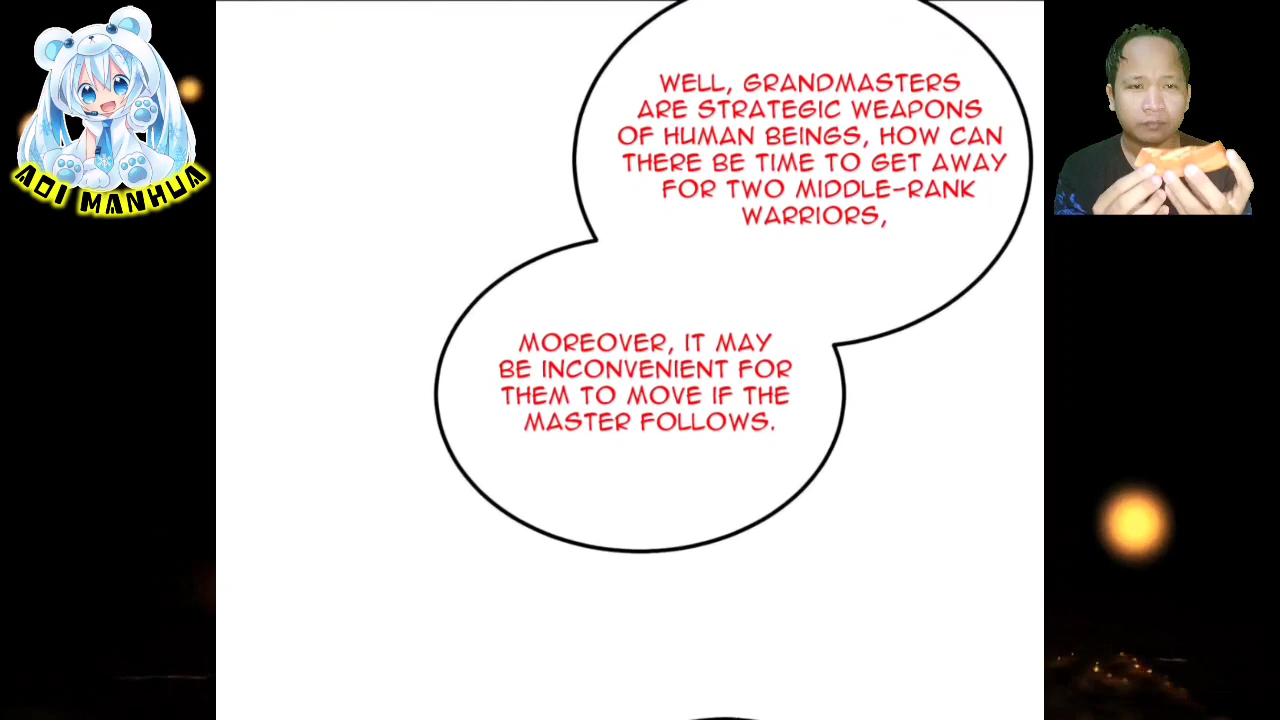 AOI MANHUA
WELL, GRANDMASTERS
ARE STRATEGIC WEAPONS
OF HUMAN BEINGS, HOW CAN
THERE BE TIME TO GET AWAY
FOR TWO MIDDLE-RANK
WARRIORS,
MOREOVER, IT MAY
BE INCONVENIENT FOR
THEM TO MOVE IF THE
MASTER FOLLOWS.